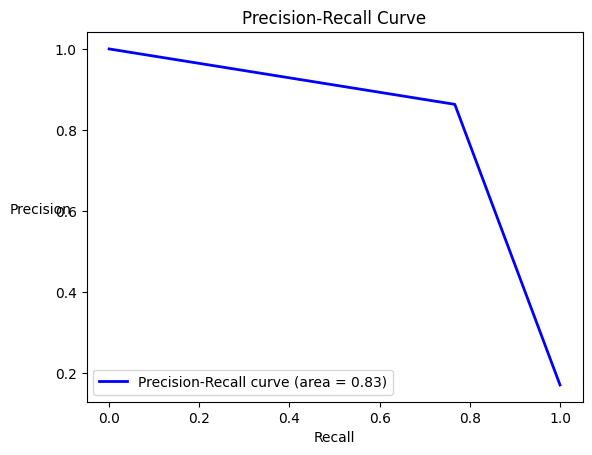 Precision-Recall Curve
1.0
0.8
Precision
0.6
0.4
0.2
Precision-Recall curve (area = 0.83)
0.0 0.2 0.4 0.6 0.8 1.0
Recall